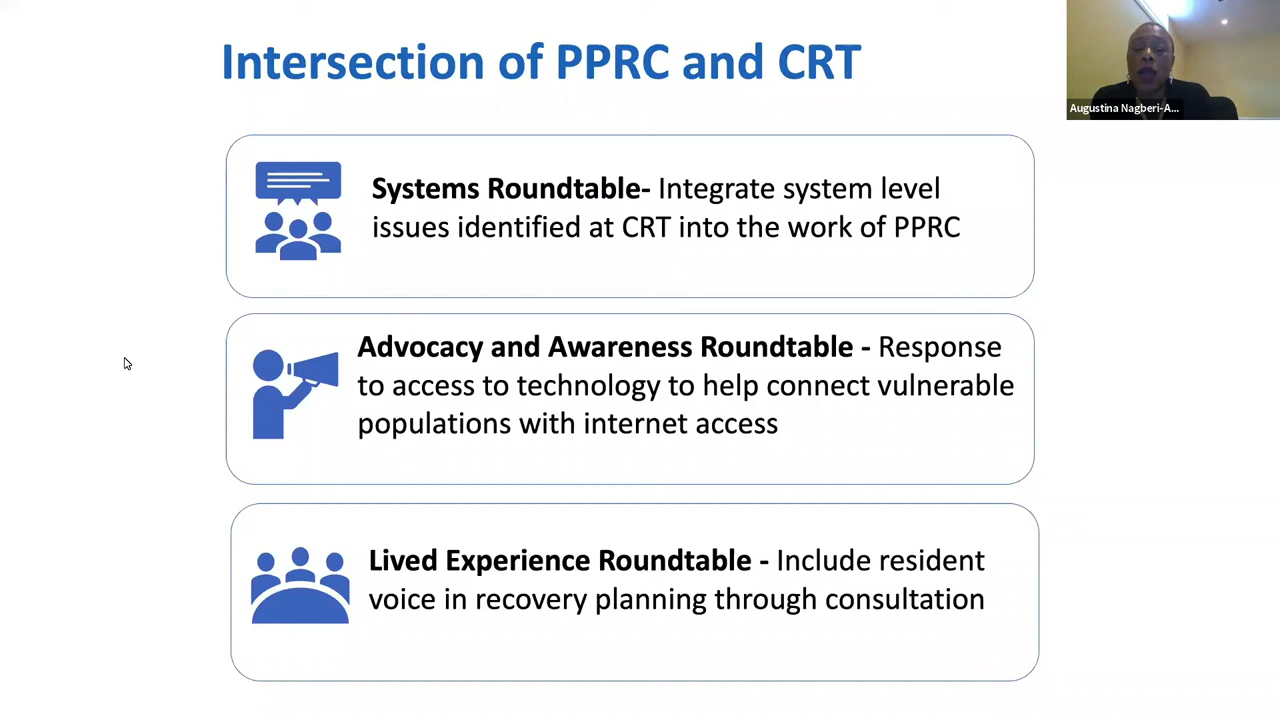 Intersection of PPRC and CRT
Augustina Nagberi-A...
Systems Roundtable- Integrate system level
issues identified at CRT into the work of PPRC
Advocacy and Awareness Roundtable - Response
to access to technology to help connect vulnerable
populations with internet access
Lived Experience Roundtable - Include resident
voice in recovery planning through consultation